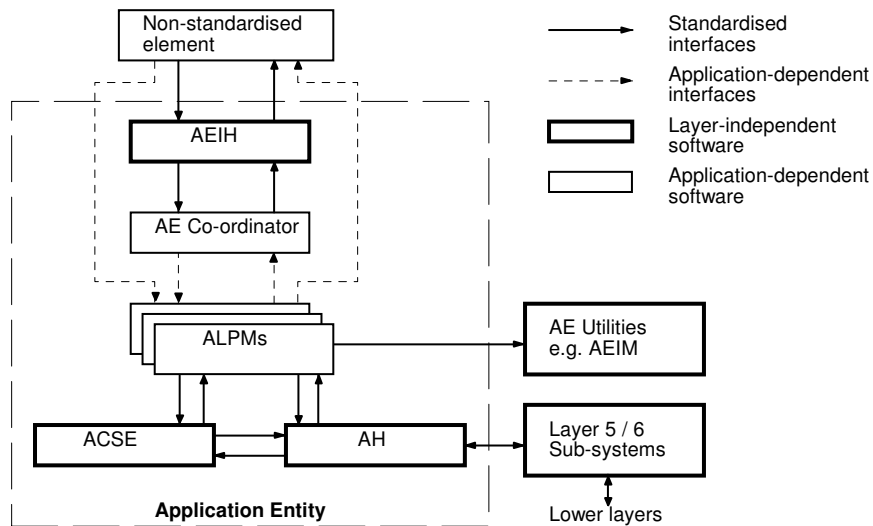 Non-standardised
element
Standardised
interfaces
Application-dependent
interfaces
Layer-independent
software
Application-dependent
software
AEIH
AE Co-ordinator
ALPMs
AE Utilities
e.g. AEIM
ACSE
AH
Layer 5 / 6
Sub-systems
Application Entity
Lower layers